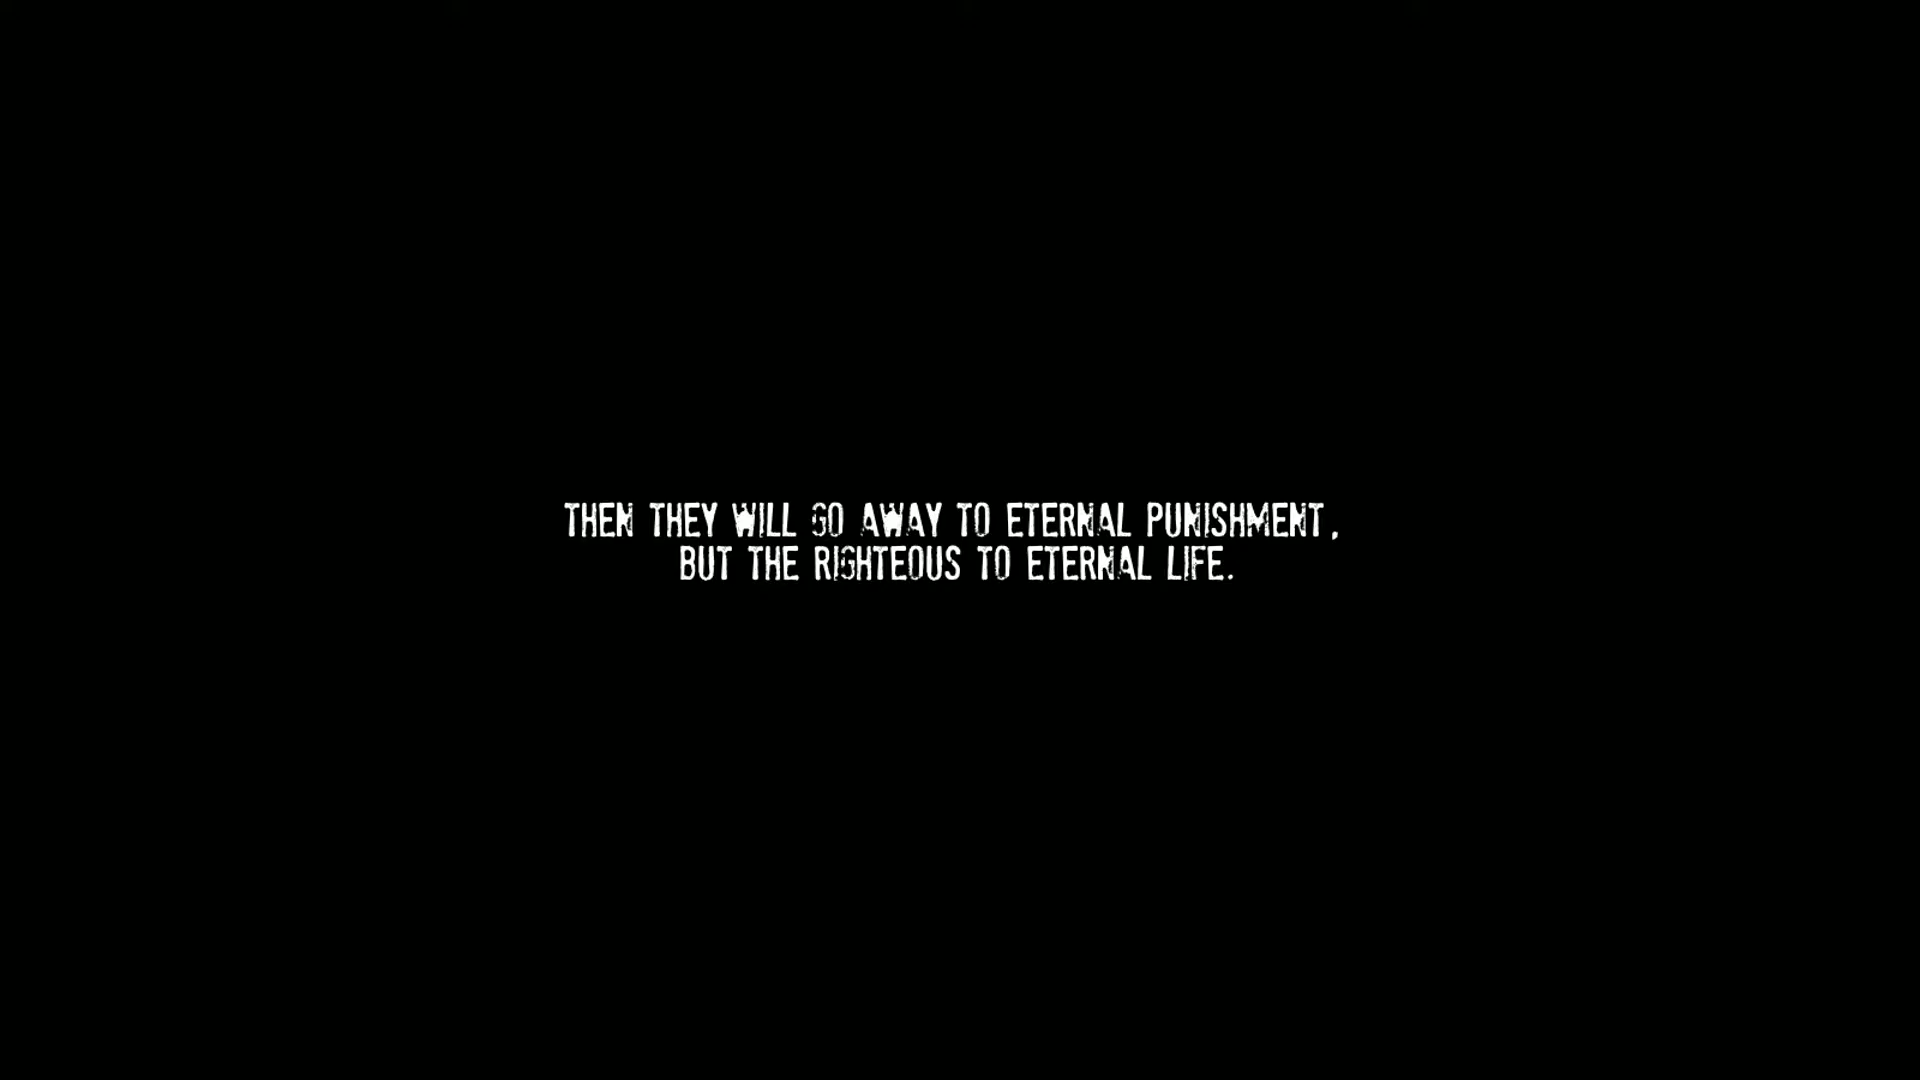 THEN THEY WILL GO AWAY TO ETERNAL PUNISHMENT,
BUT THE RIGHTEOUS TO ETERNAL LIFE.